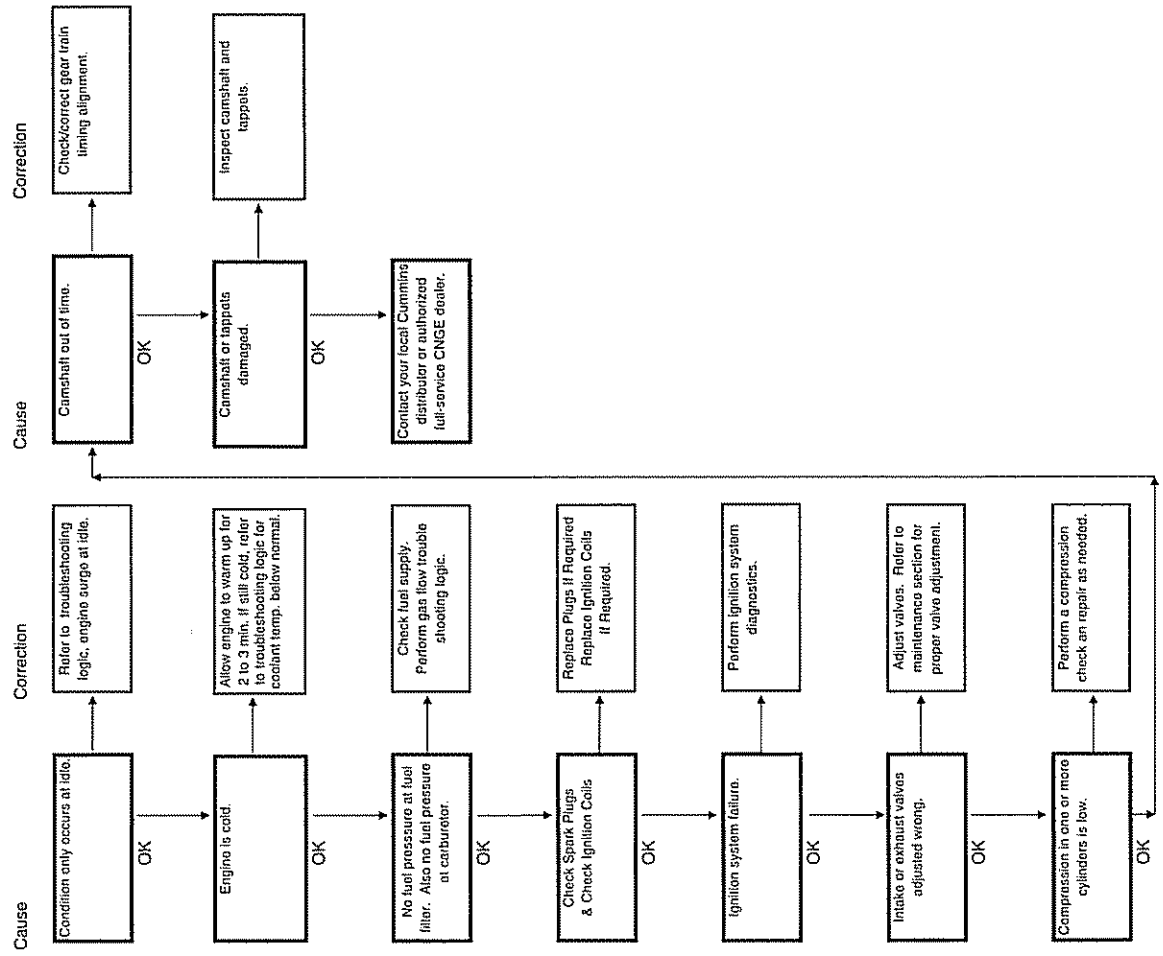 Cause
Correction
Condition only occurs at idle.
Refer to troubleshooting
logic, engine surge at idle.
OK
Engine is cold.
Allow engine to warm up for
2 to 3 min. If still cold, refer
to troubleshooting logic for
coolant temp. below normal.
OK
No fuel presssure at fuel
filter. Also no fuel pressure
at carburetor.
Check fuel supply.
Perform gas flow trouble
shooting logic.
OK
Check Spark Plugs
& Check Ignition Coils
Replace Plugs If Required
Replace Ignition Coils
If Required.
OK
Ignition system failure.
Perform Ignition system
diagnostics.
OK
Intake or exhaust valves
adjusted wrong.
Adjust valves. Refer to
maintenance section for
proper valve adjustment.
OK
Compression in one or more
cylinders is low.
Perform a compression
check an repair as needed.
OK
Cause
Correction
Camshaft out of time.
Check/correct gear train
timing alignment.
OK
Camshaft or tappets
damaged.
Inspect camshaft and
tappets.
OK
Contact your local Cummins
distributor or authorized
full-service CNGE dealer.